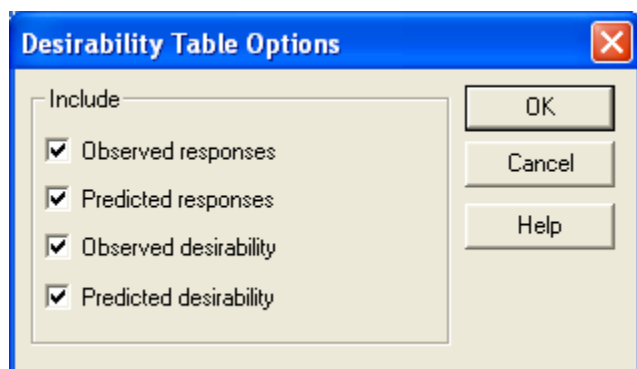 Desirability Table Options
Include
Observed responses
Predicted responses
Observed desirability
Predicted desirability
OK
Cancel
Help